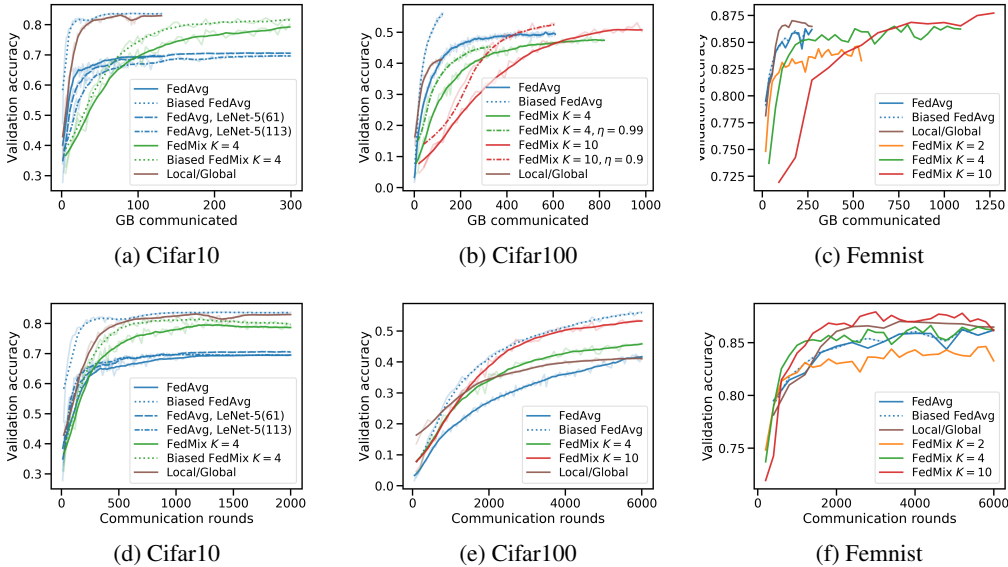 Validation accuracy
0.8
0.7
0.6
0.5
0.4
0.3
0
100
200
300
GB communicated
FedAvg
Biased FedAvg
FedAvg, LeNet-5(61)
FedAvg, LeNet-5(113)
FedMix K = 4
Biased FedMix K = 4
Local/Global
(a) Cifar10
Validation accuracy
0.5
0.4
0.3
0.2
0.1
0.0
0
200
400
600
800
1000
GB communicated
FedAvg
Biased FedAvg
FedMix K = 4
FedMix K = 4, η = 0.99
FedMix K = 10
FedMix K = 10, η = 0.9
Local/Global
(b) Cifar100
Validation accuracy
0.875
0.850
0.825
0.800
0.775
0.750
0.725
0
250
500
750
1000
1250
GB communicated
FedAvg
Biased FedAvg
Local/Global
FedMix K = 2
FedMix K = 4
FedMix K = 10
(c) Femnist
Validation accuracy
0.8
0.7
0.6
0.5
0.4
0.3
0
500
1000
1500
2000
Communication rounds
FedAvg
Biased FedAvg
FedAvg, LeNet-5(61)
FedAvg, LeNet-5(113)
FedMix K = 4
Biased FedMix K = 4
Local/Global
(d) Cifar10
Validation accuracy
0.5
0.4
0.3
0.2
0.1
0.0
0
2000
4000
6000
Communication rounds
FedAvg
Biased FedAvg
FedMix K = 4
FedMix K = 10
Local/Global
(e) Cifar100
Validation accuracy
0.85
0.80
0.75
0
2000
4000
6000
Communication rounds
FedAvg
Biased FedAvg
Local/Global
FedMix K = 2
FedMix K = 4
FedMix K = 10
(f) Femnist